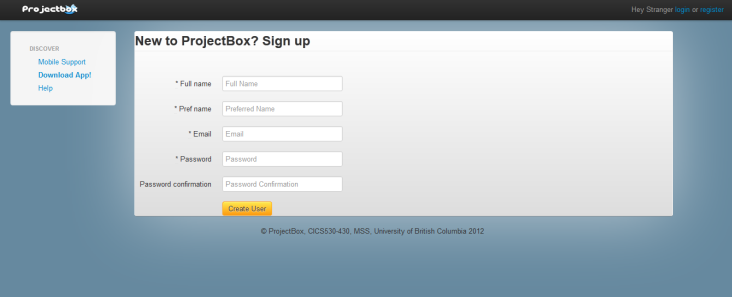 Projectbox
Hey Stranger login or register
DISCOVER
Mobile Support
Download App!
Help
New to ProjectBox? Sign up
* Full name Full Name
* Pref name Preferred Name
* Email Email
* Password Password
Password confirmation Password Confirmation
Create User
© ProjectBox, CICS530-430, MSS, University of British Columbia 2012